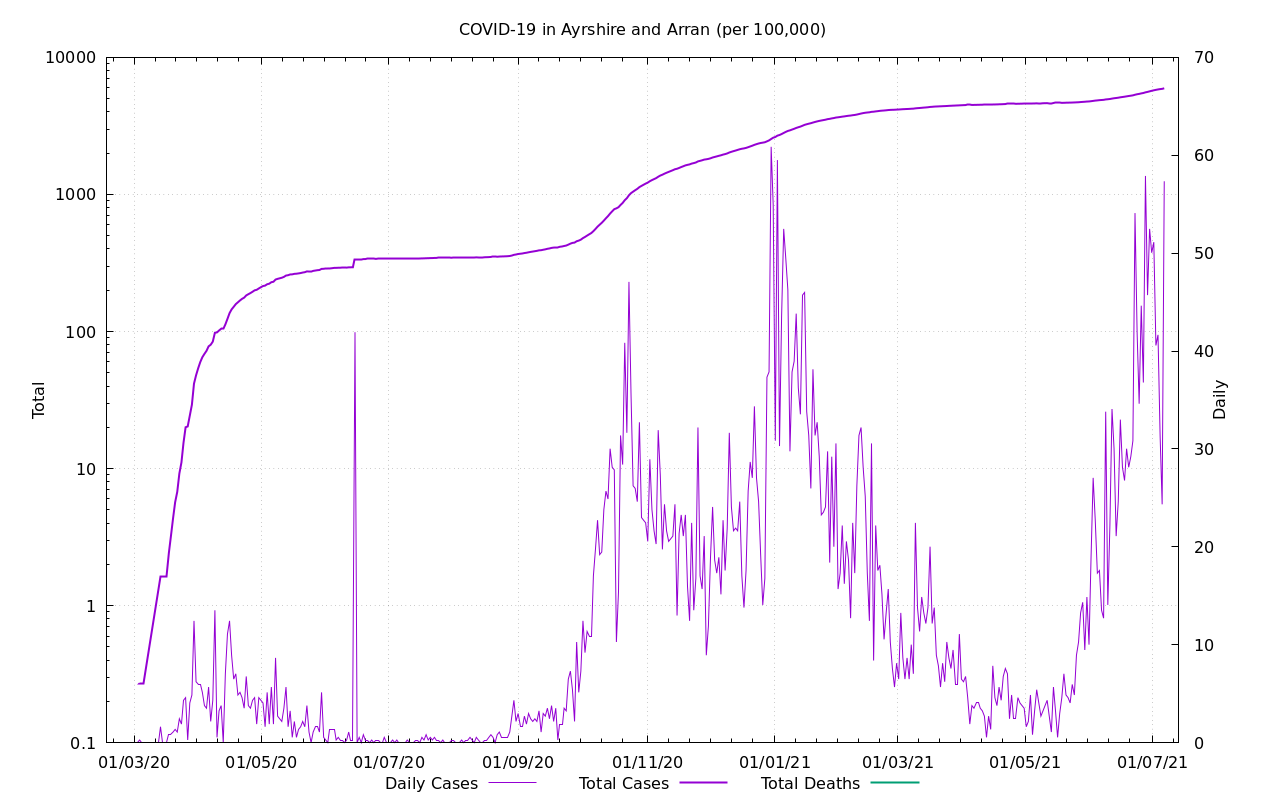 COVID-19 in Ayrshire and Arran (per 100,000)
10000
1000
100
10
1
0.1
Total
70
60
50
40
30
20
10
0
Daily
01/03/20 01/05/20 01/07/20 01/09/20 01/11/20 01/01/21 01/03/21 01/05/21 01/07/21
Daily Cases Total Cases Total Deaths